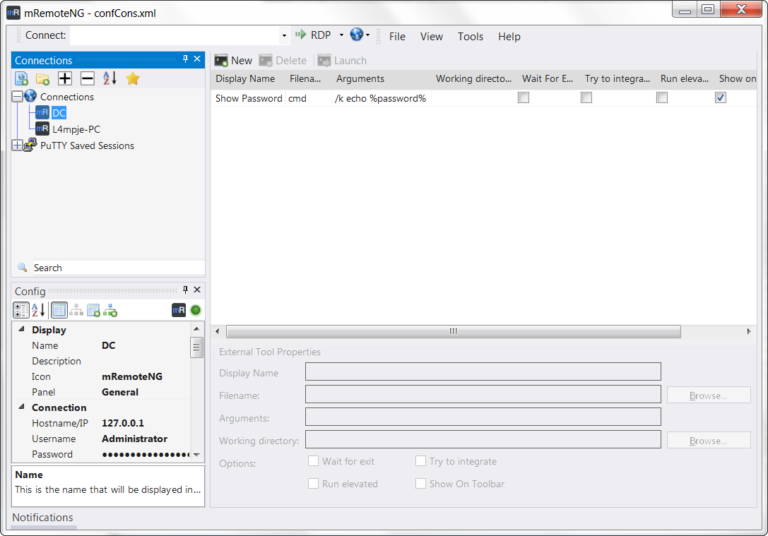 mRemoteNG - confCons.xml
Connect: RDP File View Tools Help
Connections
New Delete Launch
Display Name Filena... Arguments Working directo... Wait For E... Try to integra... Run eleva... Show on
Show Password cmd /k echo %password%
Connections
DC
L4mpje-PC
PuTTY Saved Sessions
Search
Config
Display
Name DC
Description
Icon mRemoteNG
Panel General
Connection
Hostname/IP 127.0.0.1
Username Administrator
Password ●●●●●●●●●●●●●●●●
Name
This is the name that will be displayed in...
External Tool Properties
Display Name
Filename: Browse...
Arguments:
Working directory: Browse...
Options: Wait for exit Try to integrate
Run elevated Show On Toolbar
Notifications